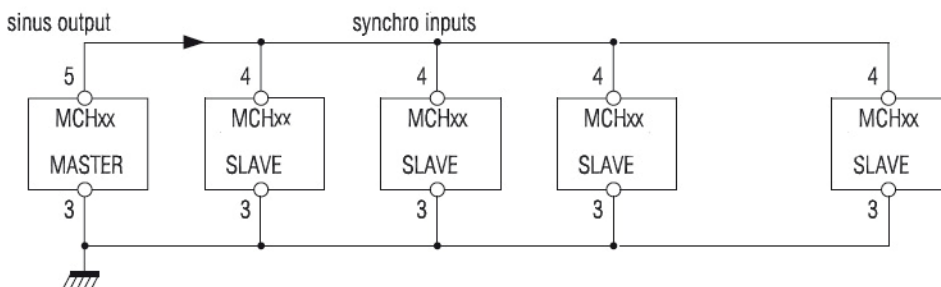 sinus output synchro inputs
5 4 4 4 4
MCHxx MCHxx MCHxx MCHxx MCHxx
MASTER SLAVE SLAVE SLAVE SLAVE
3 3 3 3 3